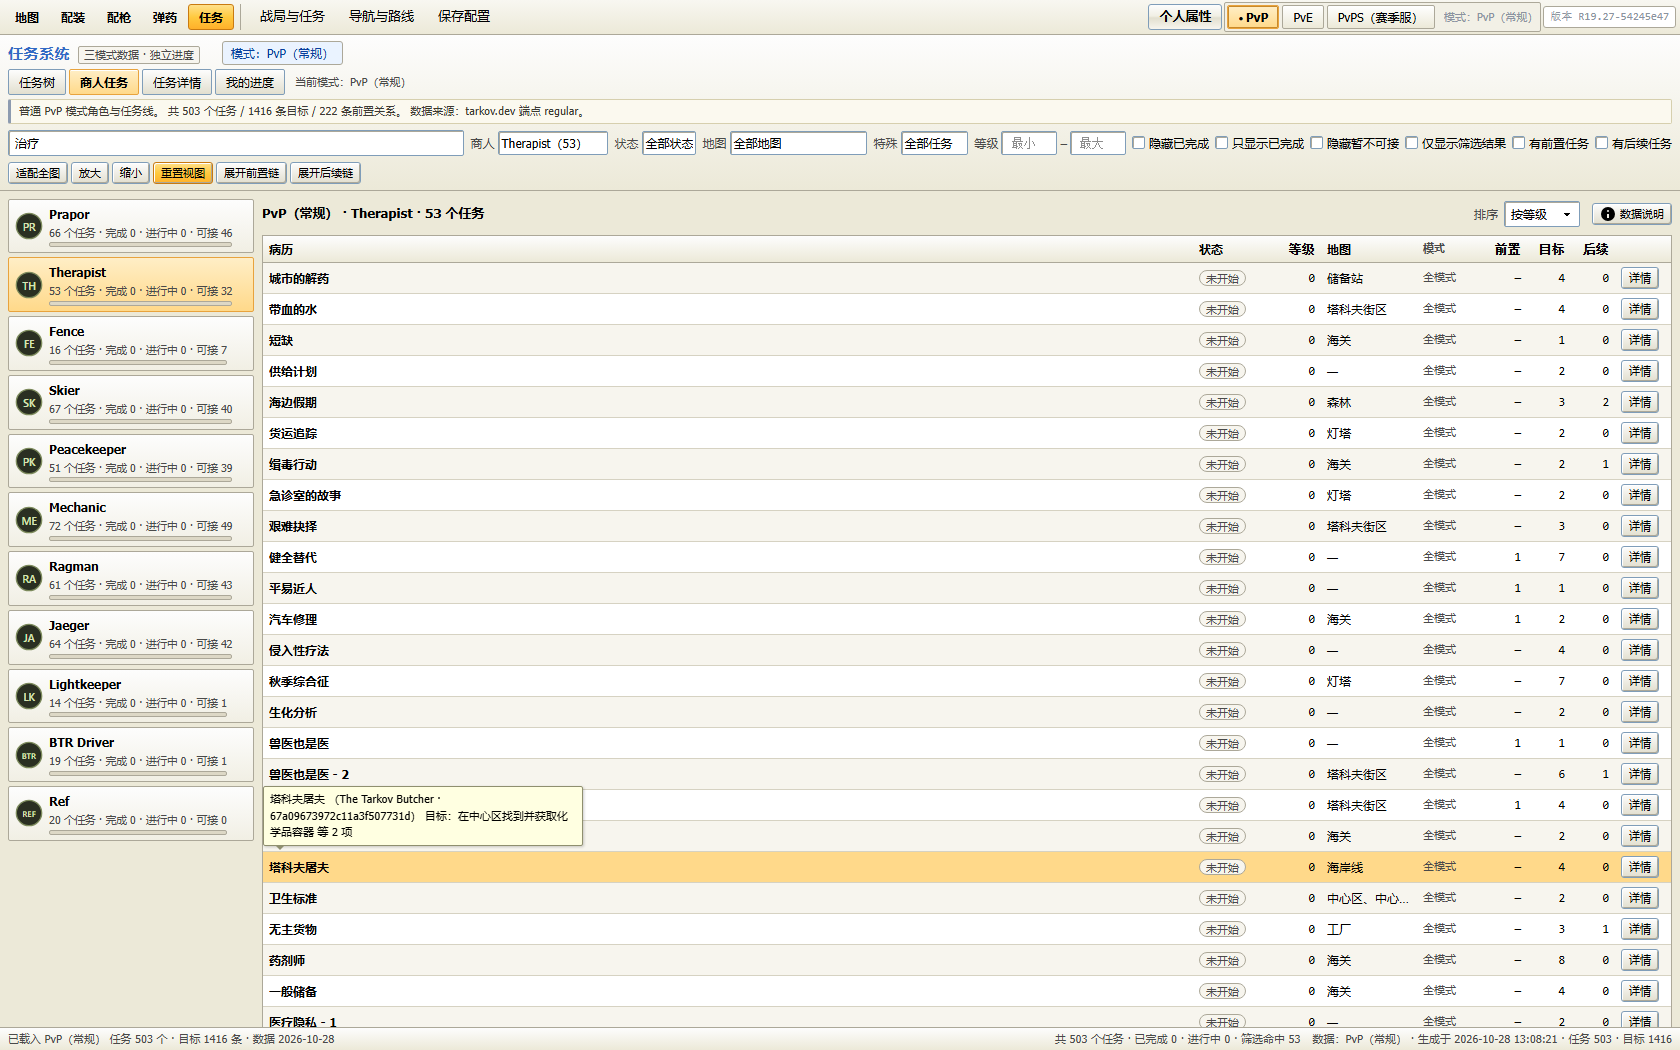 地图 配装 配枪 弹药 任务 战局与任务 导航与路线 保存配置 个人属性 • PvP PvE PvPS（赛季服） 模式：PvP（常规） 版本 R19.27-54245e47
任务系统 三模式数据 · 独立进度 模式：PvP（常规）
任务树 商人任务 任务详情 我的进度 当前模式：PvP（常规）
普通 PvP 模式角色与任务线。 共 503 个任务 / 1416 条目标 / 222 条前置关系。 数据来源：tarkov.dev 端点 regular。
治疗 商人 Therapist（53） 状态 全部状态 地图 全部地图 特殊 全部任务 等级 最小 – 最大 隐藏已完成 只显示已完成 隐藏暂不可接 仅显示筛选结果 有前置任务 有后续任务
适配全图 放大 缩小 重置视图 展开前置链 展开后续链
PR Prapor
66 个任务 · 完成 0 · 进行中 0 · 可接 46
TH Therapist
53 个任务 · 完成 0 · 进行中 0 · 可接 32
FE Fence
16 个任务 · 完成 0 · 进行中 0 · 可接 7
SK Skier
67 个任务 · 完成 0 · 进行中 0 · 可接 40
PK Peacekeeper
51 个任务 · 完成 0 · 进行中 0 · 可接 39
ME Mechanic
72 个任务 · 完成 0 · 进行中 0 · 可接 49
RA Ragman
61 个任务 · 完成 0 · 进行中 0 · 可接 43
JA Jaeger
64 个任务 · 完成 0 · 进行中 0 · 可接 42
LK Lightkeeper
14 个任务 · 完成 0 · 进行中 0 · 可接 1
BTR BTR Driver
19 个任务 · 完成 0 · 进行中 0 · 可接 1
REF Ref
20 个任务 · 完成 0 · 进行中 0 · 可接 0
PvP（常规） · Therapist · 53 个任务 排序 按等级 数据说明
病历 状态 等级 地图 模式 前置 目标 后续
城市的解药 未开始 0 储备站 全模式 — 4 0 详情
带血的水 未开始 0 塔科夫街区 全模式 — 4 0 详情
短缺 未开始 0 海关 全模式 — 1 0 详情
供给计划 未开始 0 — 全模式 — 2 0 详情
海边假期 未开始 0 森林 全模式 — 3 2 详情
货运追踪 未开始 0 灯塔 全模式 — 2 0 详情
缉毒行动 未开始 0 海关 全模式 — 2 1 详情
急诊室的故事 未开始 0 灯塔 全模式 — 2 0 详情
艰难抉择 未开始 0 塔科夫街区 全模式 — 3 0 详情
健全替代 未开始 0 — 全模式 1 7 0 详情
平易近人 未开始 0 — 全模式 1 1 0 详情
汽车修理 未开始 0 海关 全模式 1 2 0 详情
侵入性疗法 未开始 0 — 全模式 — 4 0 详情
秋季综合征 未开始 0 灯塔 全模式 — 7 0 详情
生化分析 未开始 0 — 全模式 — 2 0 详情
兽医也是医 未开始 0 — 全模式 1 1 0 详情
兽医也是医 - 2 未开始 0 塔科夫街区 全模式 — 6 1 详情
未开始 0 塔科夫街区 全模式 1 4 0 详情
未开始 0 海关 全模式 — 2 0 详情
塔科夫屠夫 （The Tarkov Butcher ·
67a09673972c11a3f507731d） 目标：在中心区找到并获取化
学品容器 等 2 项
塔科夫屠夫 未开始 0 海岸线 全模式 — 4 0 详情
卫生标准 未开始 0 中心区、中心... 全模式 — 2 0 详情
无主货物 未开始 0 工厂 全模式 — 3 1 详情
药剂师 未开始 0 海关 全模式 — 8 0 详情
一般储备 未开始 0 海关 全模式 — 4 0 详情
医疗隐私 - 1 未开始 0 — 全模式 — 2 0 详情
已载入 PvP（常规） 任务 503 个 · 目标 1416 条 · 数据 2026-10-28 共 503 个任务 · 已完成 0 · 进行中 0 · 筛选命中 53 数据：PvP（常规） · 生成于 2026-10-28 13:08:21 · 任务 503 · 目标 1416